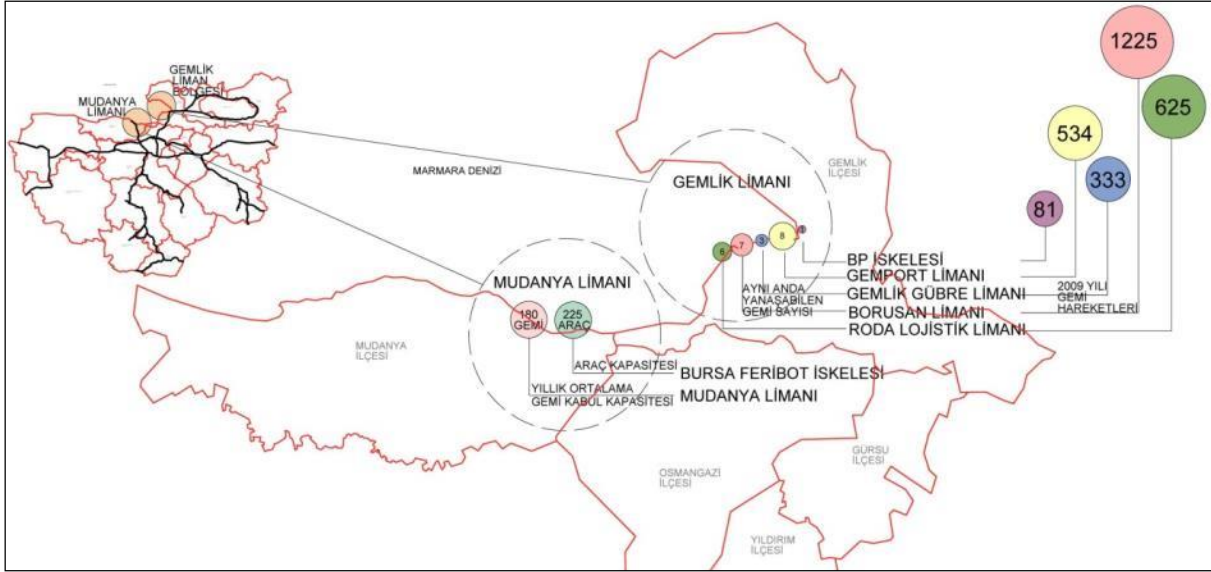 GEMLİK
LİMAN
BÖLGESİ
MUDANYA
LİMANI
MARMARA DENİZİ
GEMLİK
İLÇESİ
GEMLİK LİMANI
1225
625
534
333
81
6
7
3
8
BP İSKELESİ
GEMPORT LİMANI
GEMLİK GÜBRE LİMANI
BORUSAN LİMANI
RODA LOJİSTİK LİMANI
AYNI ANDA
YANAŞABİLEN
GEMİ SAYISI
2009 YILI
GEMİ
HAREKETLERİ
MUDANYA LİMANI
180
GEMİ
225
ARAÇ
MUDANYA
İLÇESİ
ARAÇ KAPASİTESİ
BURSA FERİBOT İSKELESİ
YILLIK ORTALAMA
GEMİ KABUL KAPASİTESİ
MUDANYA LİMANI
OSMANGAZİ
İLÇESİ
GÜRSU
İLÇESİ
YILDIRIM
İLÇESİ